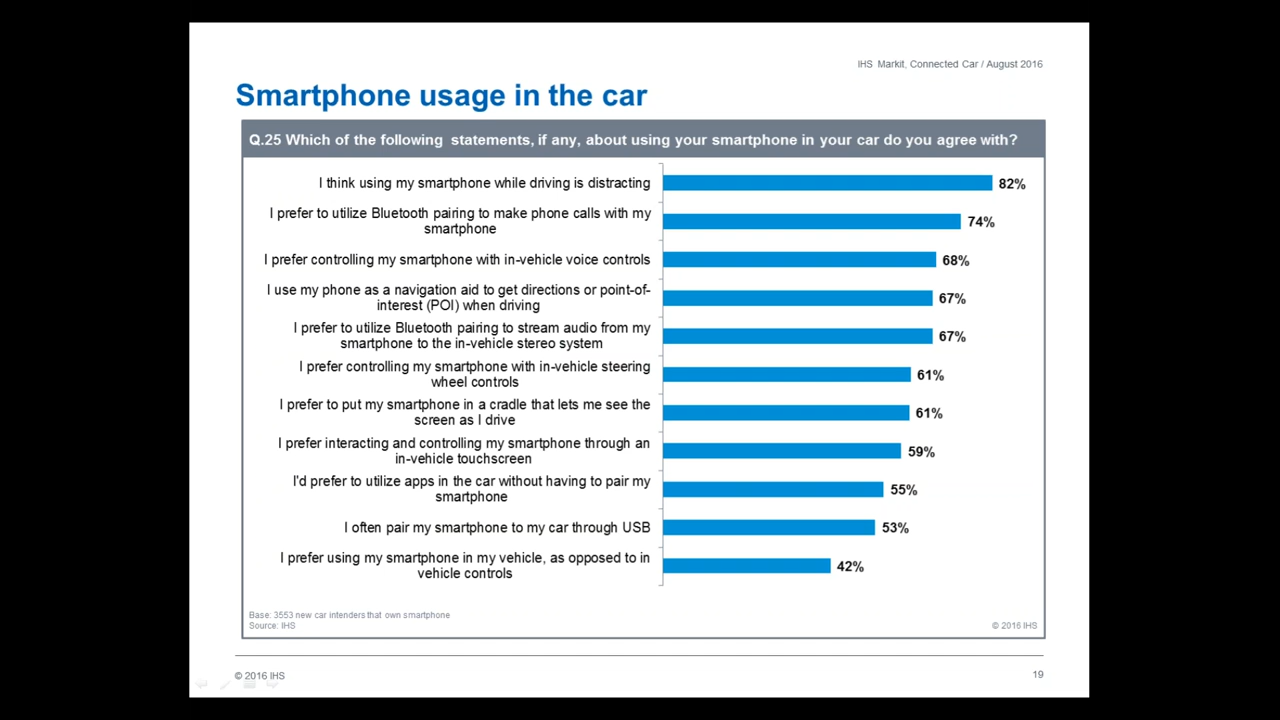 IHS Markit, Connected Car / August 2016
Smartphone usage in the car
Q.25 Which of the following statements, if any, about using your smartphone in your car do you agree with?
I think using my smartphone while driving is distracting
82%
I prefer to utilize Bluetooth pairing to make phone calls with my
smartphone
74%
I prefer controlling my smartphone with in-vehicle voice controls
68%
I use my phone as a navigation aid to get directions or point-of-
interest (POI) when driving
67%
I prefer to utilize Bluetooth pairing to stream audio from my
smartphone to the in-vehicle stereo system
67%
I prefer controlling my smartphone with in-vehicle steering
wheel controls
61%
I prefer to put my smartphone in a cradle that lets me see the
screen as I drive
61%
I prefer interacting and controlling my smartphone through an
in-vehicle touchscreen
59%
I'd prefer to utilize apps in the car without having to pair my
smartphone
55%
I often pair my smartphone to my car through USB
53%
I prefer using my smartphone in my vehicle, as opposed to in
vehicle controls
42%
Base: 3553 new car intenders that own smartphone
Source: IHS
© 2016 IHS
© 2016 IHS
19